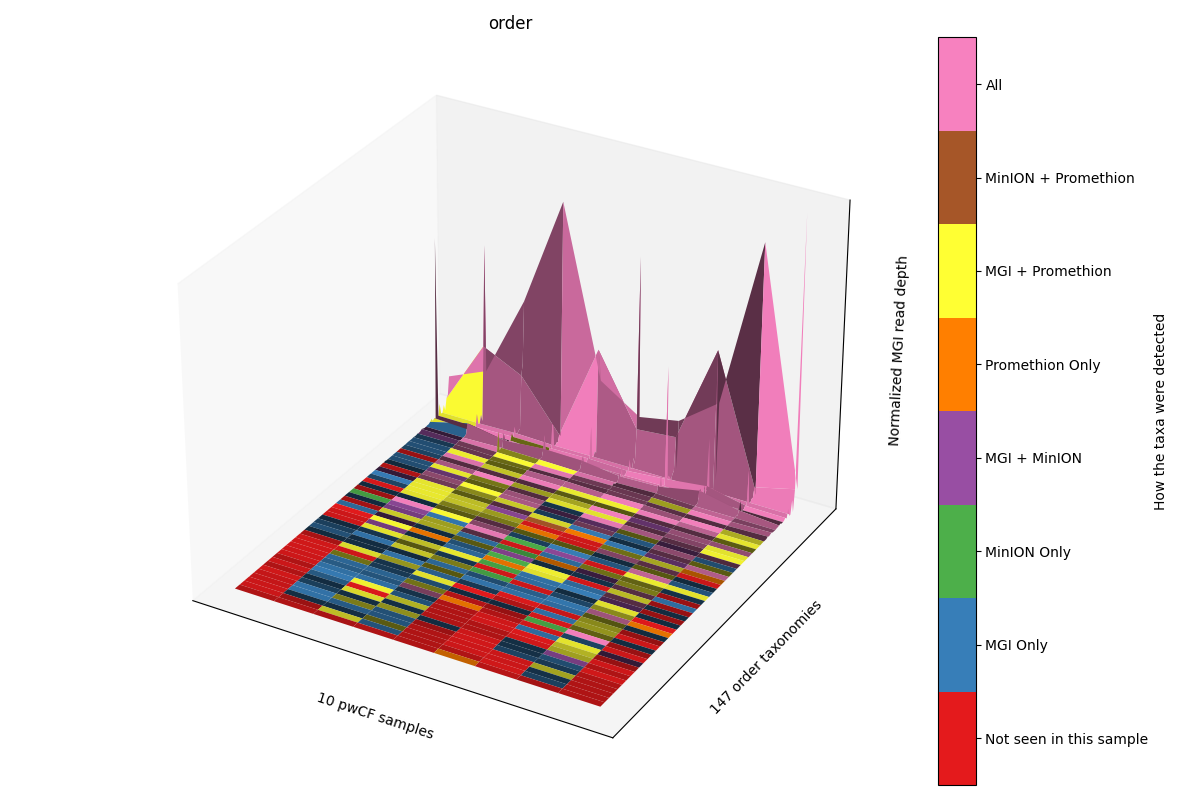 order
Normalized MGI read depth
147 order taxonomies
10 pwCF samples
All
MinION + Promethion
MGI + Promethion
Promethion Only
MGI + MinION
MinION Only
MGI Only
Not seen in this sample
How the taxa were detected